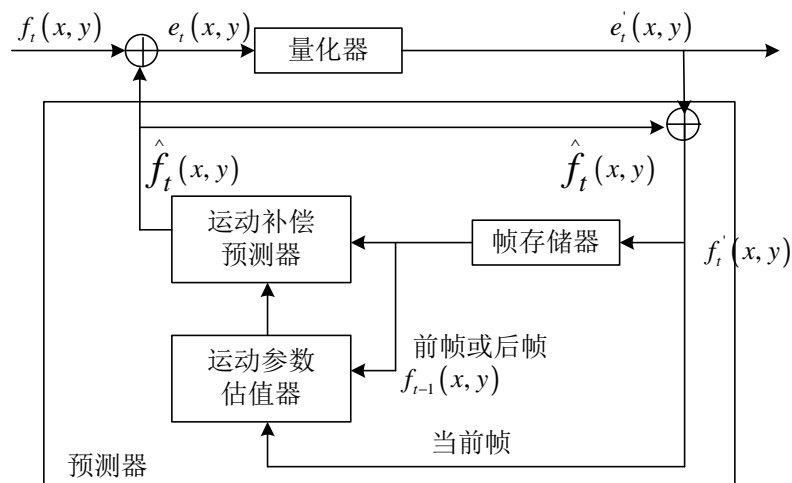 f_t(x, y)
e_t(x, y)
量化器
e_t'(x, y)
f̂_t(x, y)
f̂_t(x, y)
运动补偿
预测器
帧存储器
f_t'(x, y)
运动参数
估值器
前帧或后帧
f_{t-1}(x, y)
当前帧
预测器